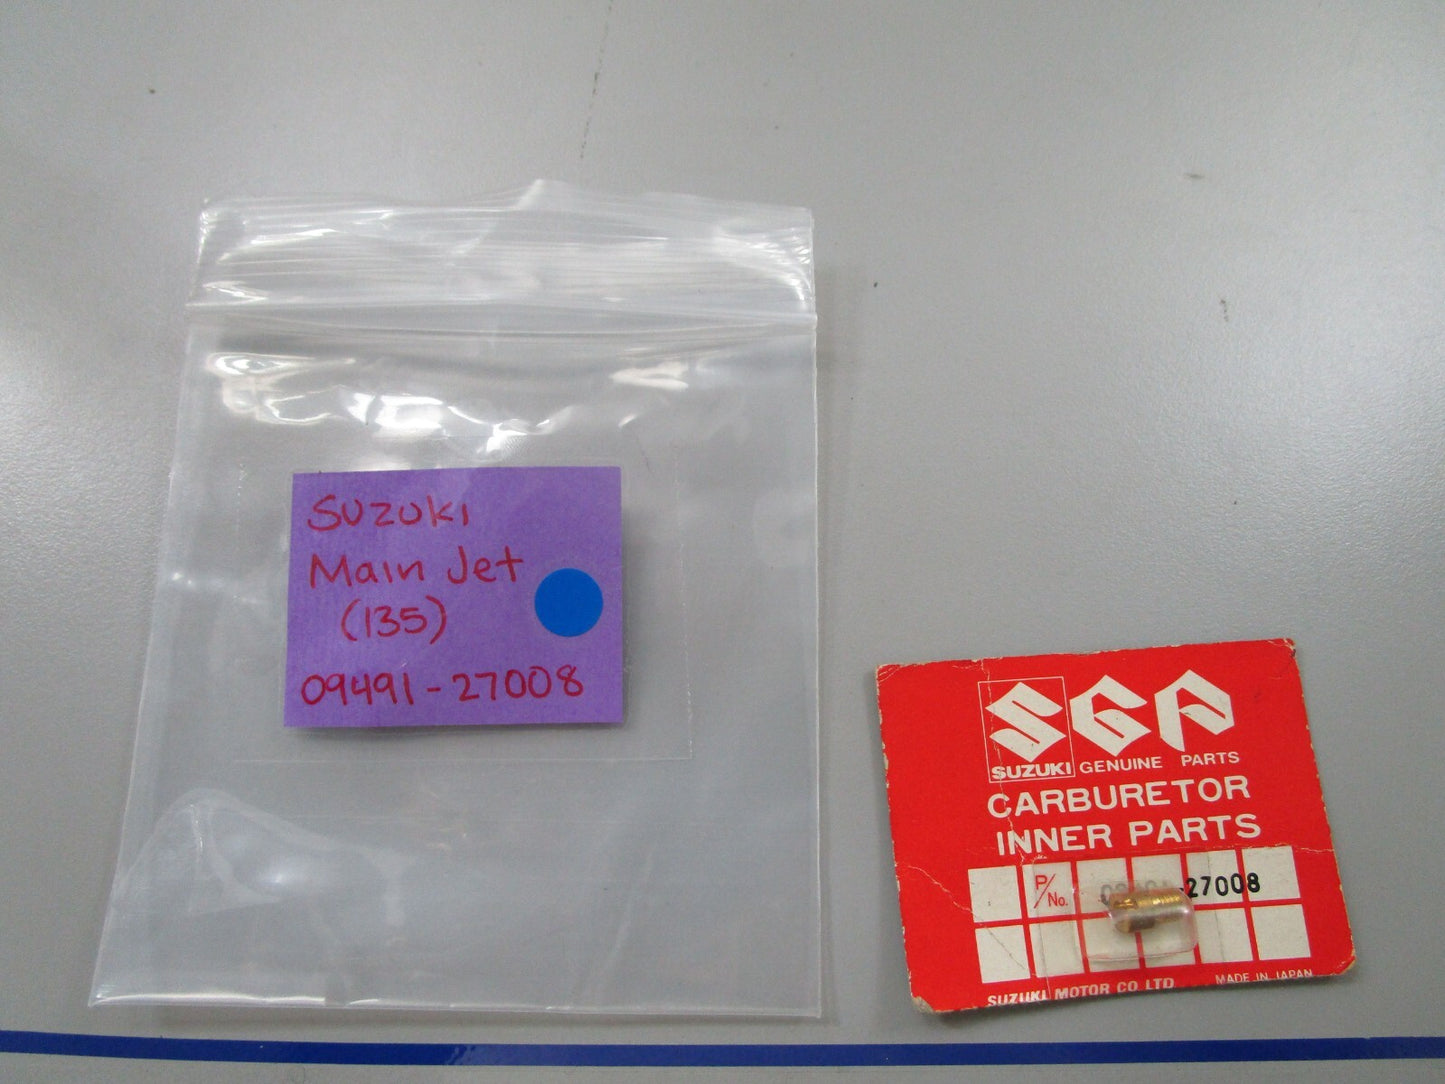 Suzuki
Main Jet
(135)
09491-27008
SGP
SUZUKI GENUINE PARTS
CARBURETOR
INNER PARTS
P/No. 09491-27008
SUZUKI MOTOR CO. LTD. MADE IN JAPAN